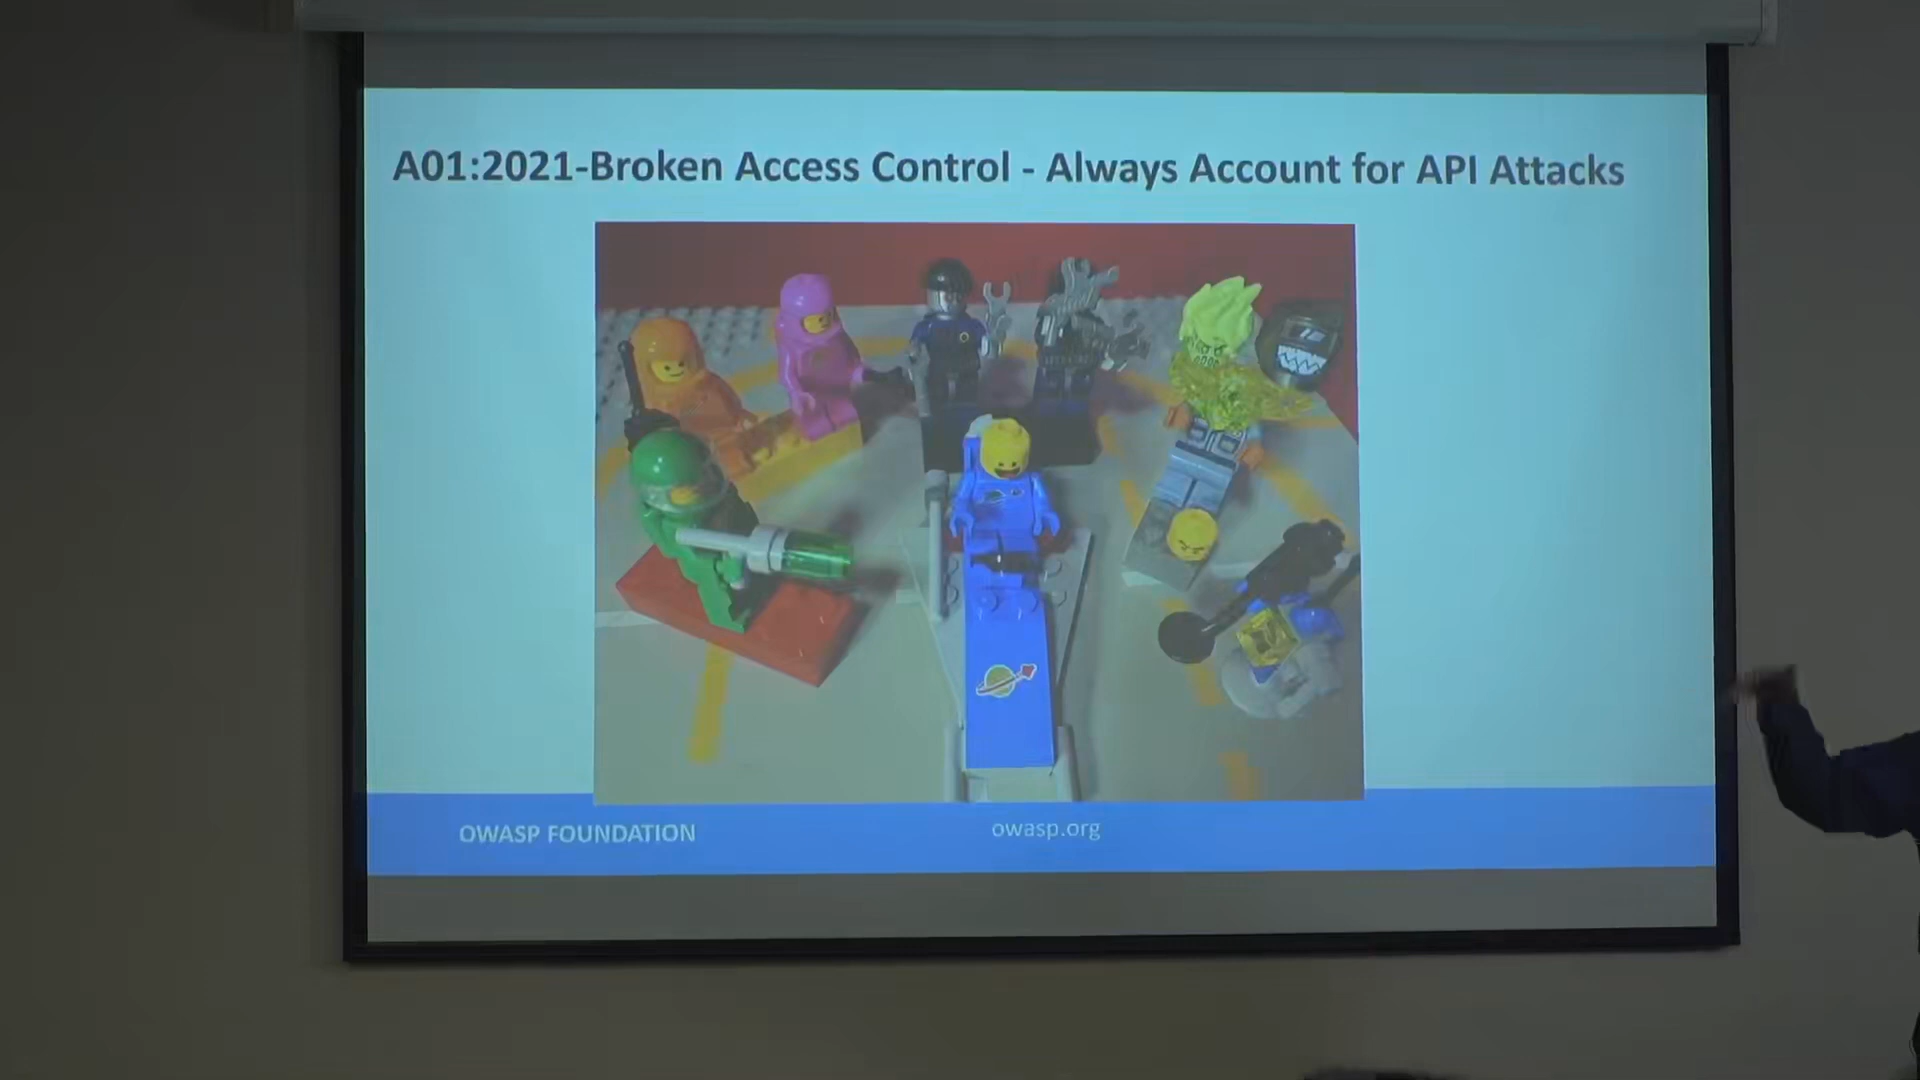 A01:2021-Broken Access Control - Always Account for API Attacks
OWASP FOUNDATION
owasp.org